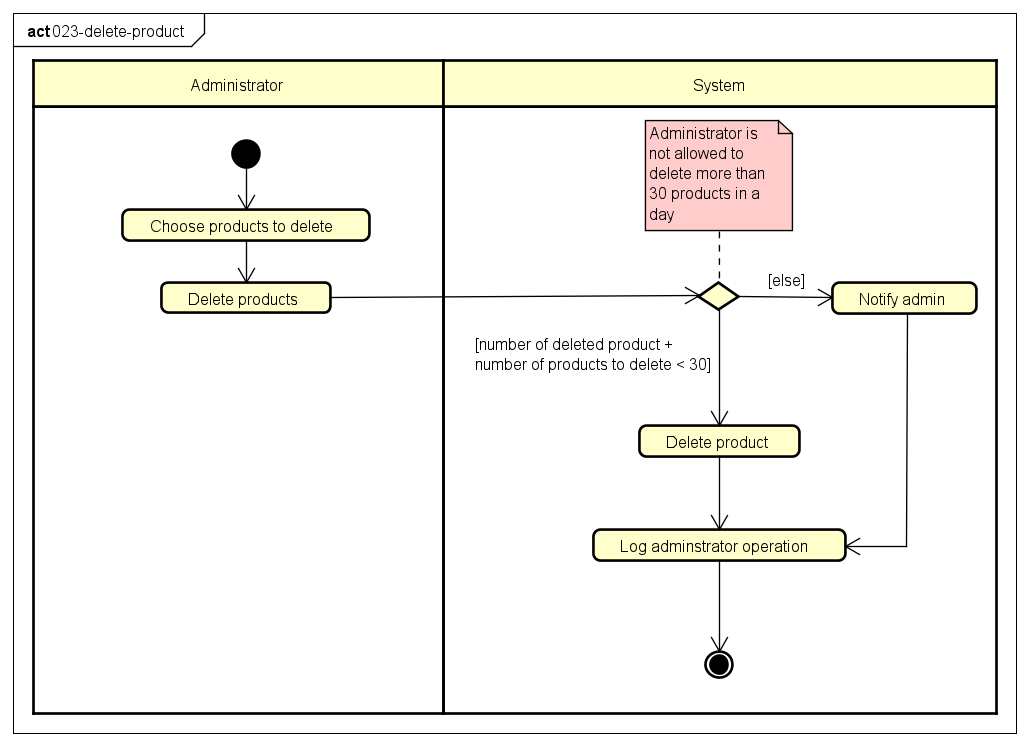 act 023-delete-product
Administrator
System
Administrator is
not allowed to
delete more than
30 products in a
day
Choose products to delete
Delete products
[else]
Notify admin
[number of deleted product +
number of products to delete < 30]
Delete product
Log adminstrator operation